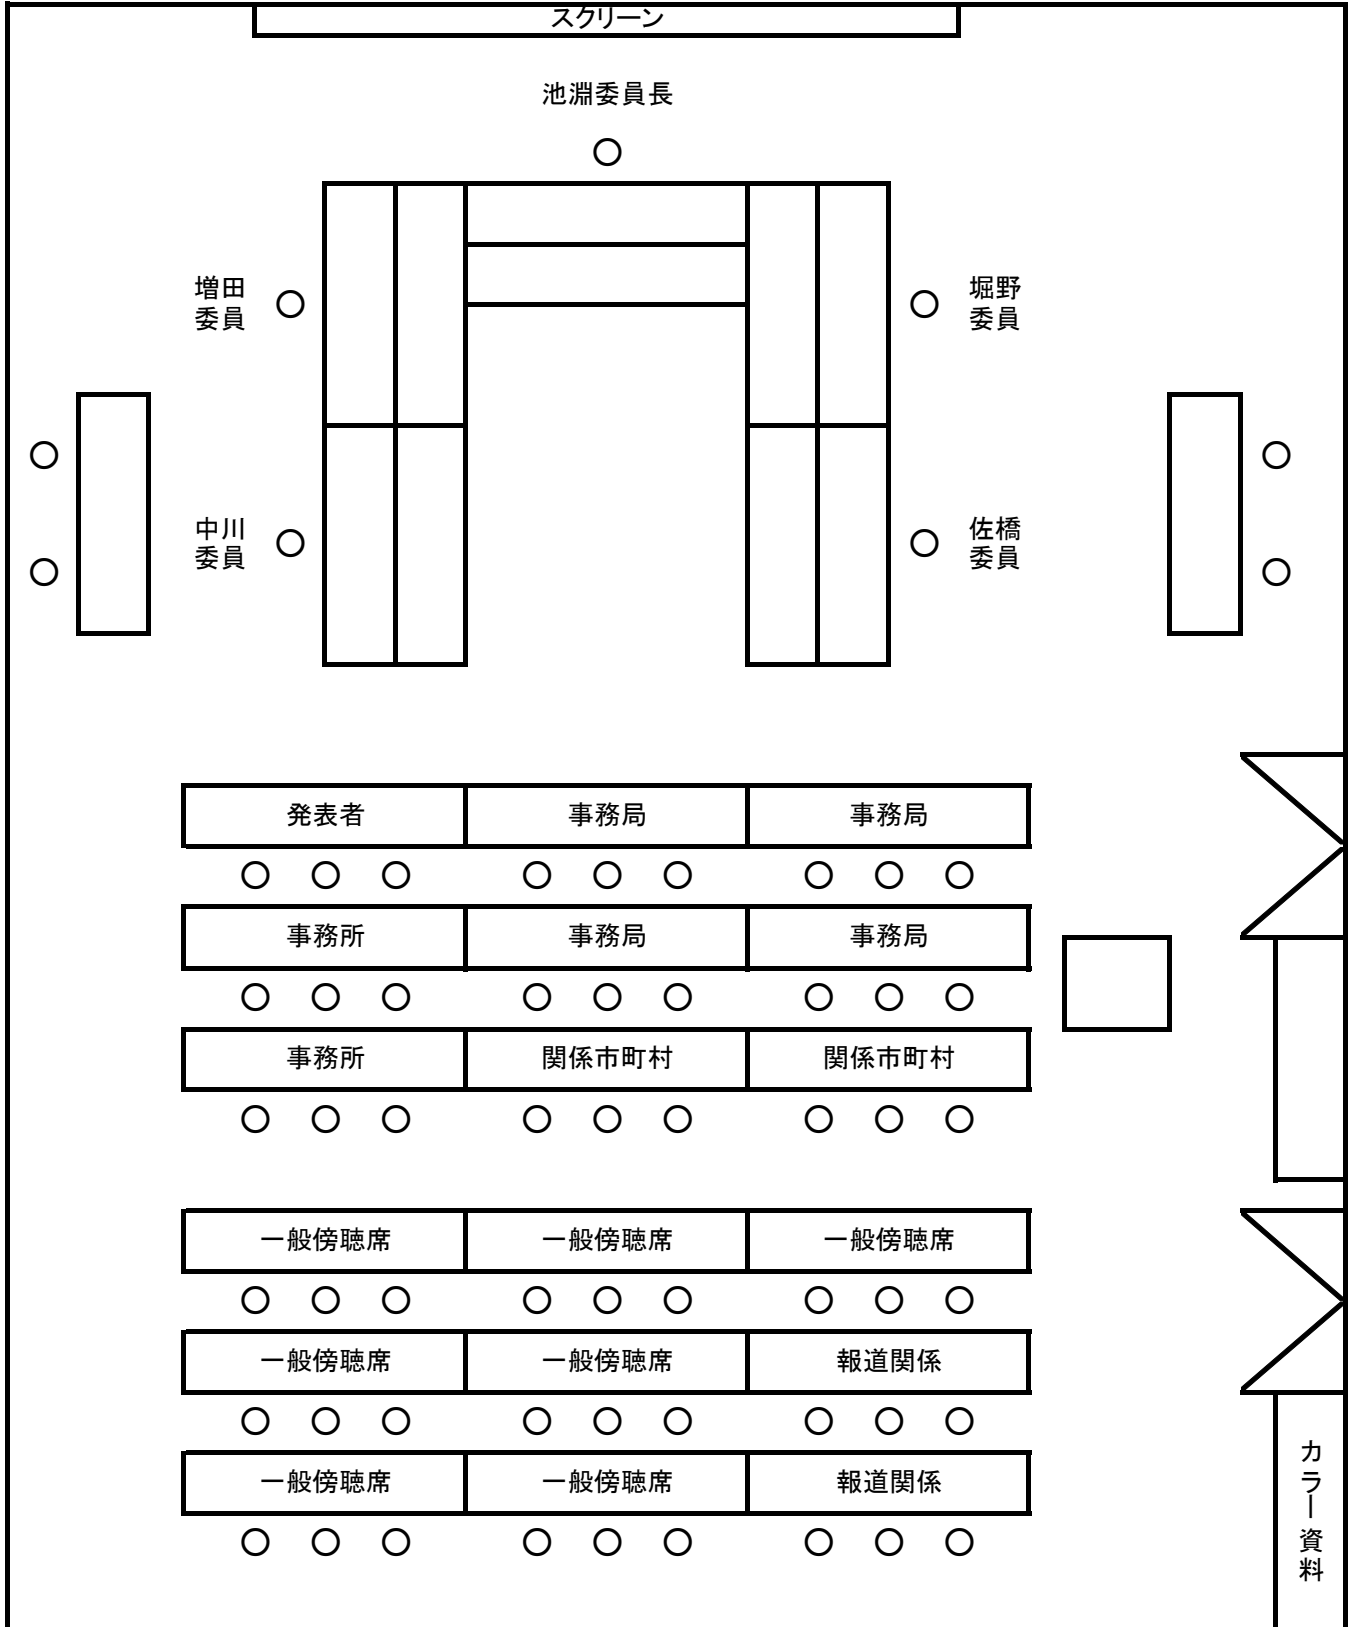 スクリーン
池淵委員長
増田
委員
堀野
委員
中川
委員
佐橋
委員
発表者
事務局
事務局
事務所
事務局
事務局
事務所
関係市町村
関係市町村
一般傍聴席
一般傍聴席
一般傍聴席
一般傍聴席
一般傍聴席
報道関係
一般傍聴席
一般傍聴席
報道関係
カラー資料